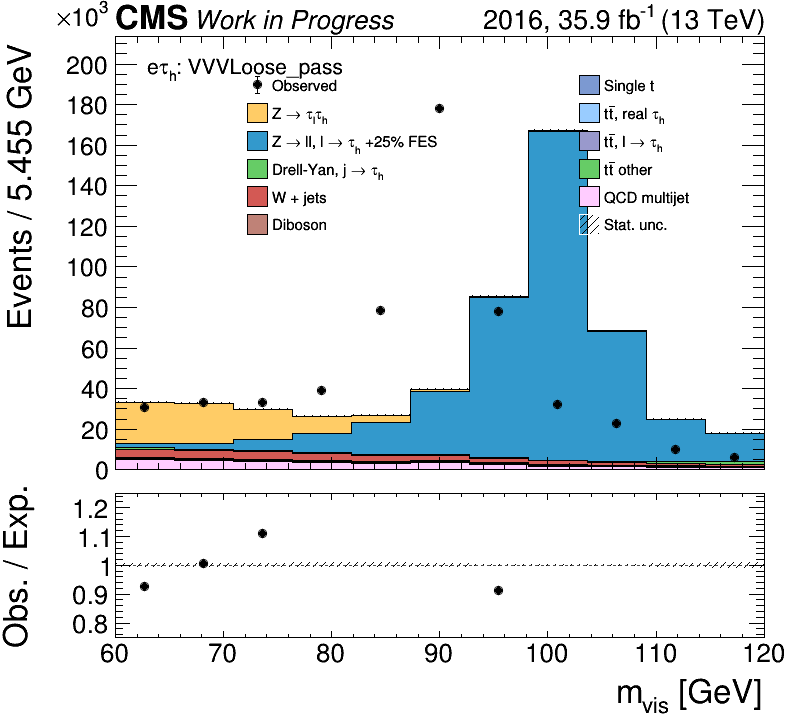 ×10³ CMS Work in Progress 2016, 35.9 fb⁻¹ (13 TeV)
Events / 5.455 GeV
eτₕ: VVVLoose_pass
Observed
Z → τₗτₕ
Z → ll, l → τₕ +25% FES
Drell-Yan, j → τₕ
W + jets
Diboson
Single t
tt̄, real τₕ
tt̄, l → τₕ
tt̄ other
QCD multijet
Stat. unc.
200
180
160
140
120
100
80
60
40
20
0
Obs. / Exp.
1.2
1.1
1
0.9
0.8
60 70 80 90 100 110 120
m_vis [GeV]